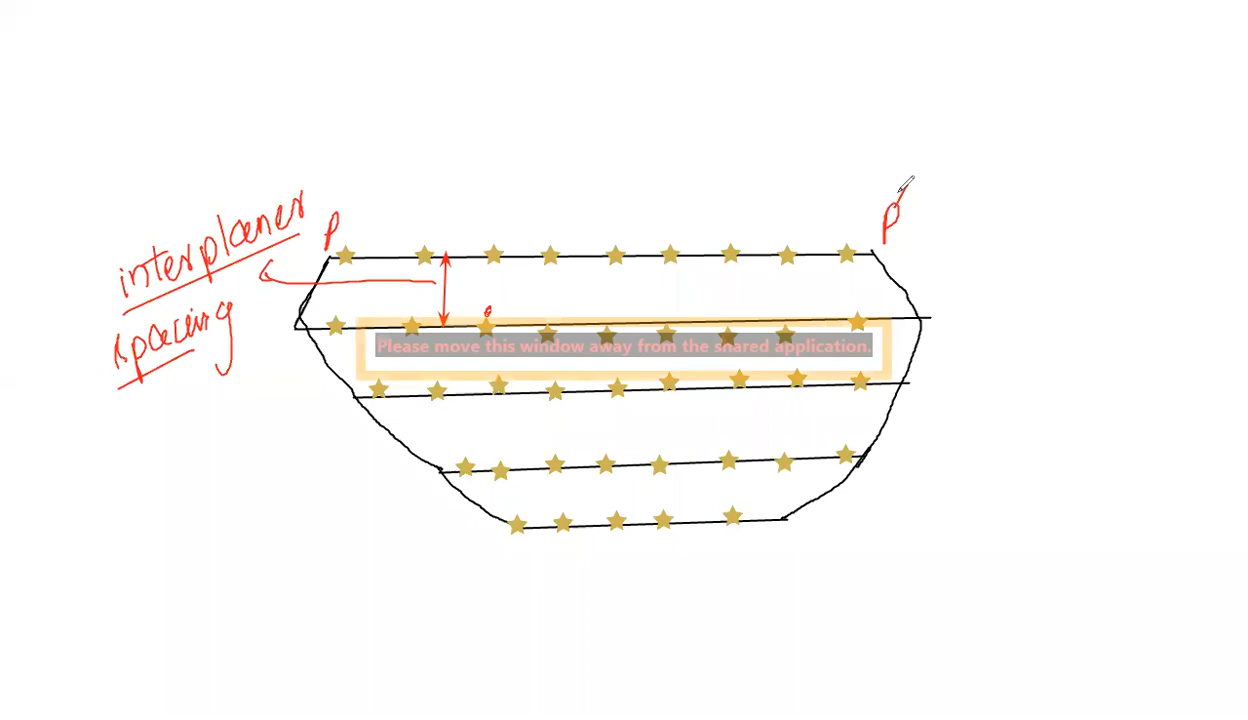 P
P'
interplaner
spacing
Please move this window away from the shared application.